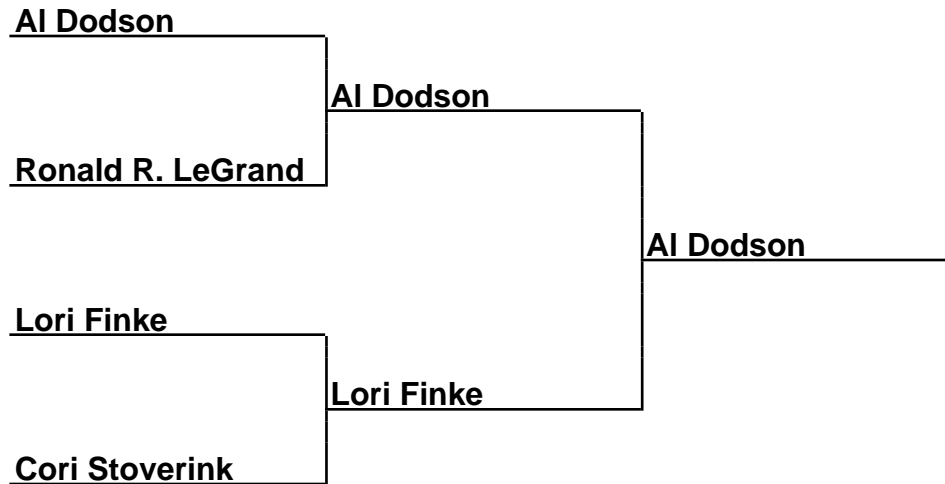 Al Dodson
Al Dodson
Ronald R. LeGrand
Al Dodson
Lori Finke
Lori Finke
Cori Stoverink